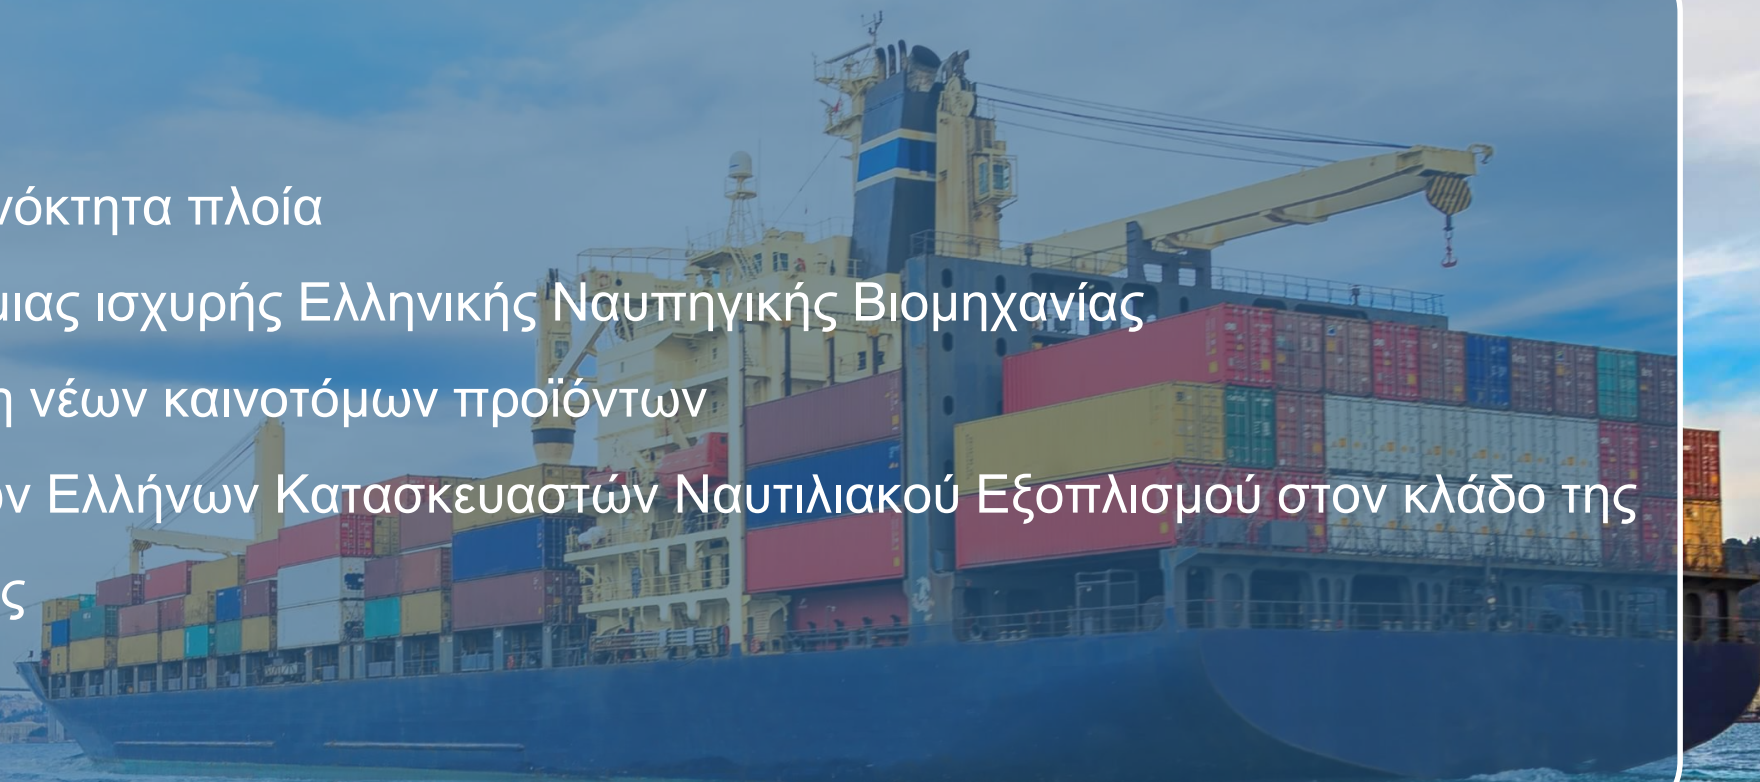 νόκτητα πλοία
μιας ισχυρής Ελληνικής Ναυπηγικής Βιομηχανίας
η νέων καινοτόμων προϊόντων
ν Ελλήνων Κατασκευαστών Ναυτιλιακού Εξοπλισμού στον κλάδο της
ς